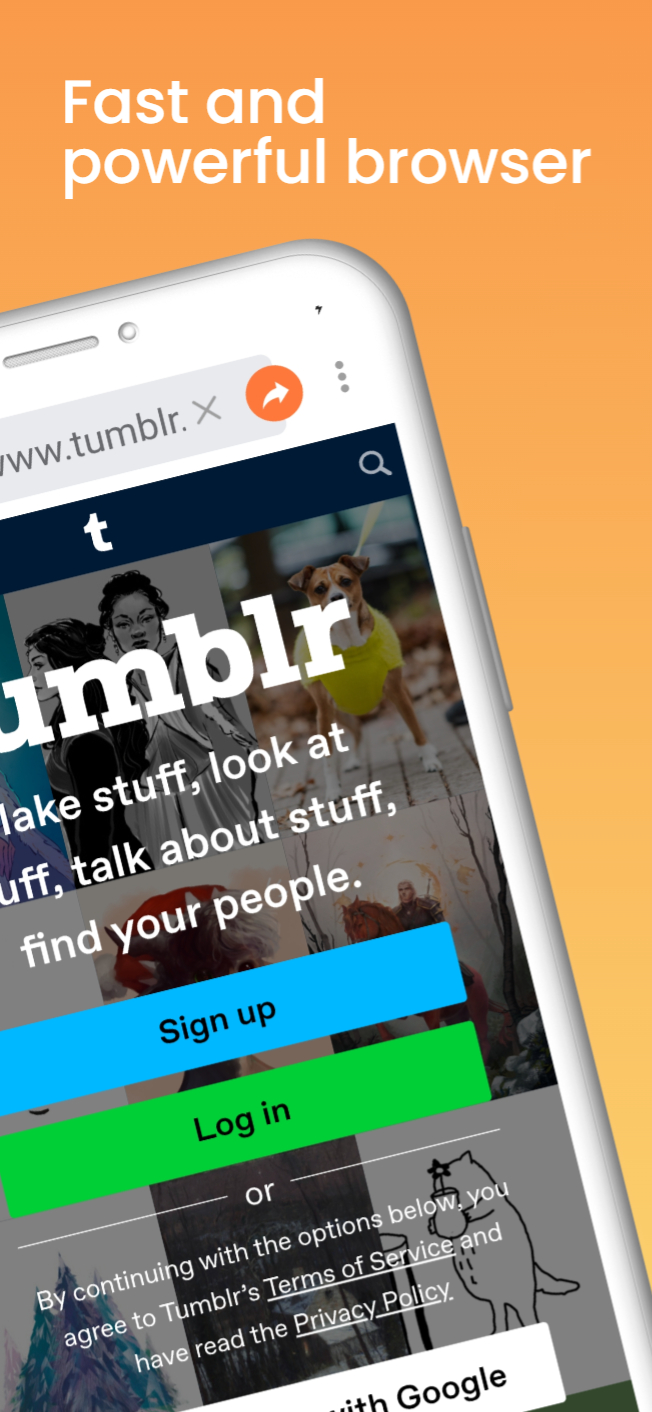 Fast and
powerful browser
www.tumblr.
t
umblr
lake stuff, look at
uff, talk about stuff,
find your people.
Sign up
Log in
or
By continuing with the options below, you
agree to Tumblr's Terms of Service and
have read the Privacy Policy.
with Google